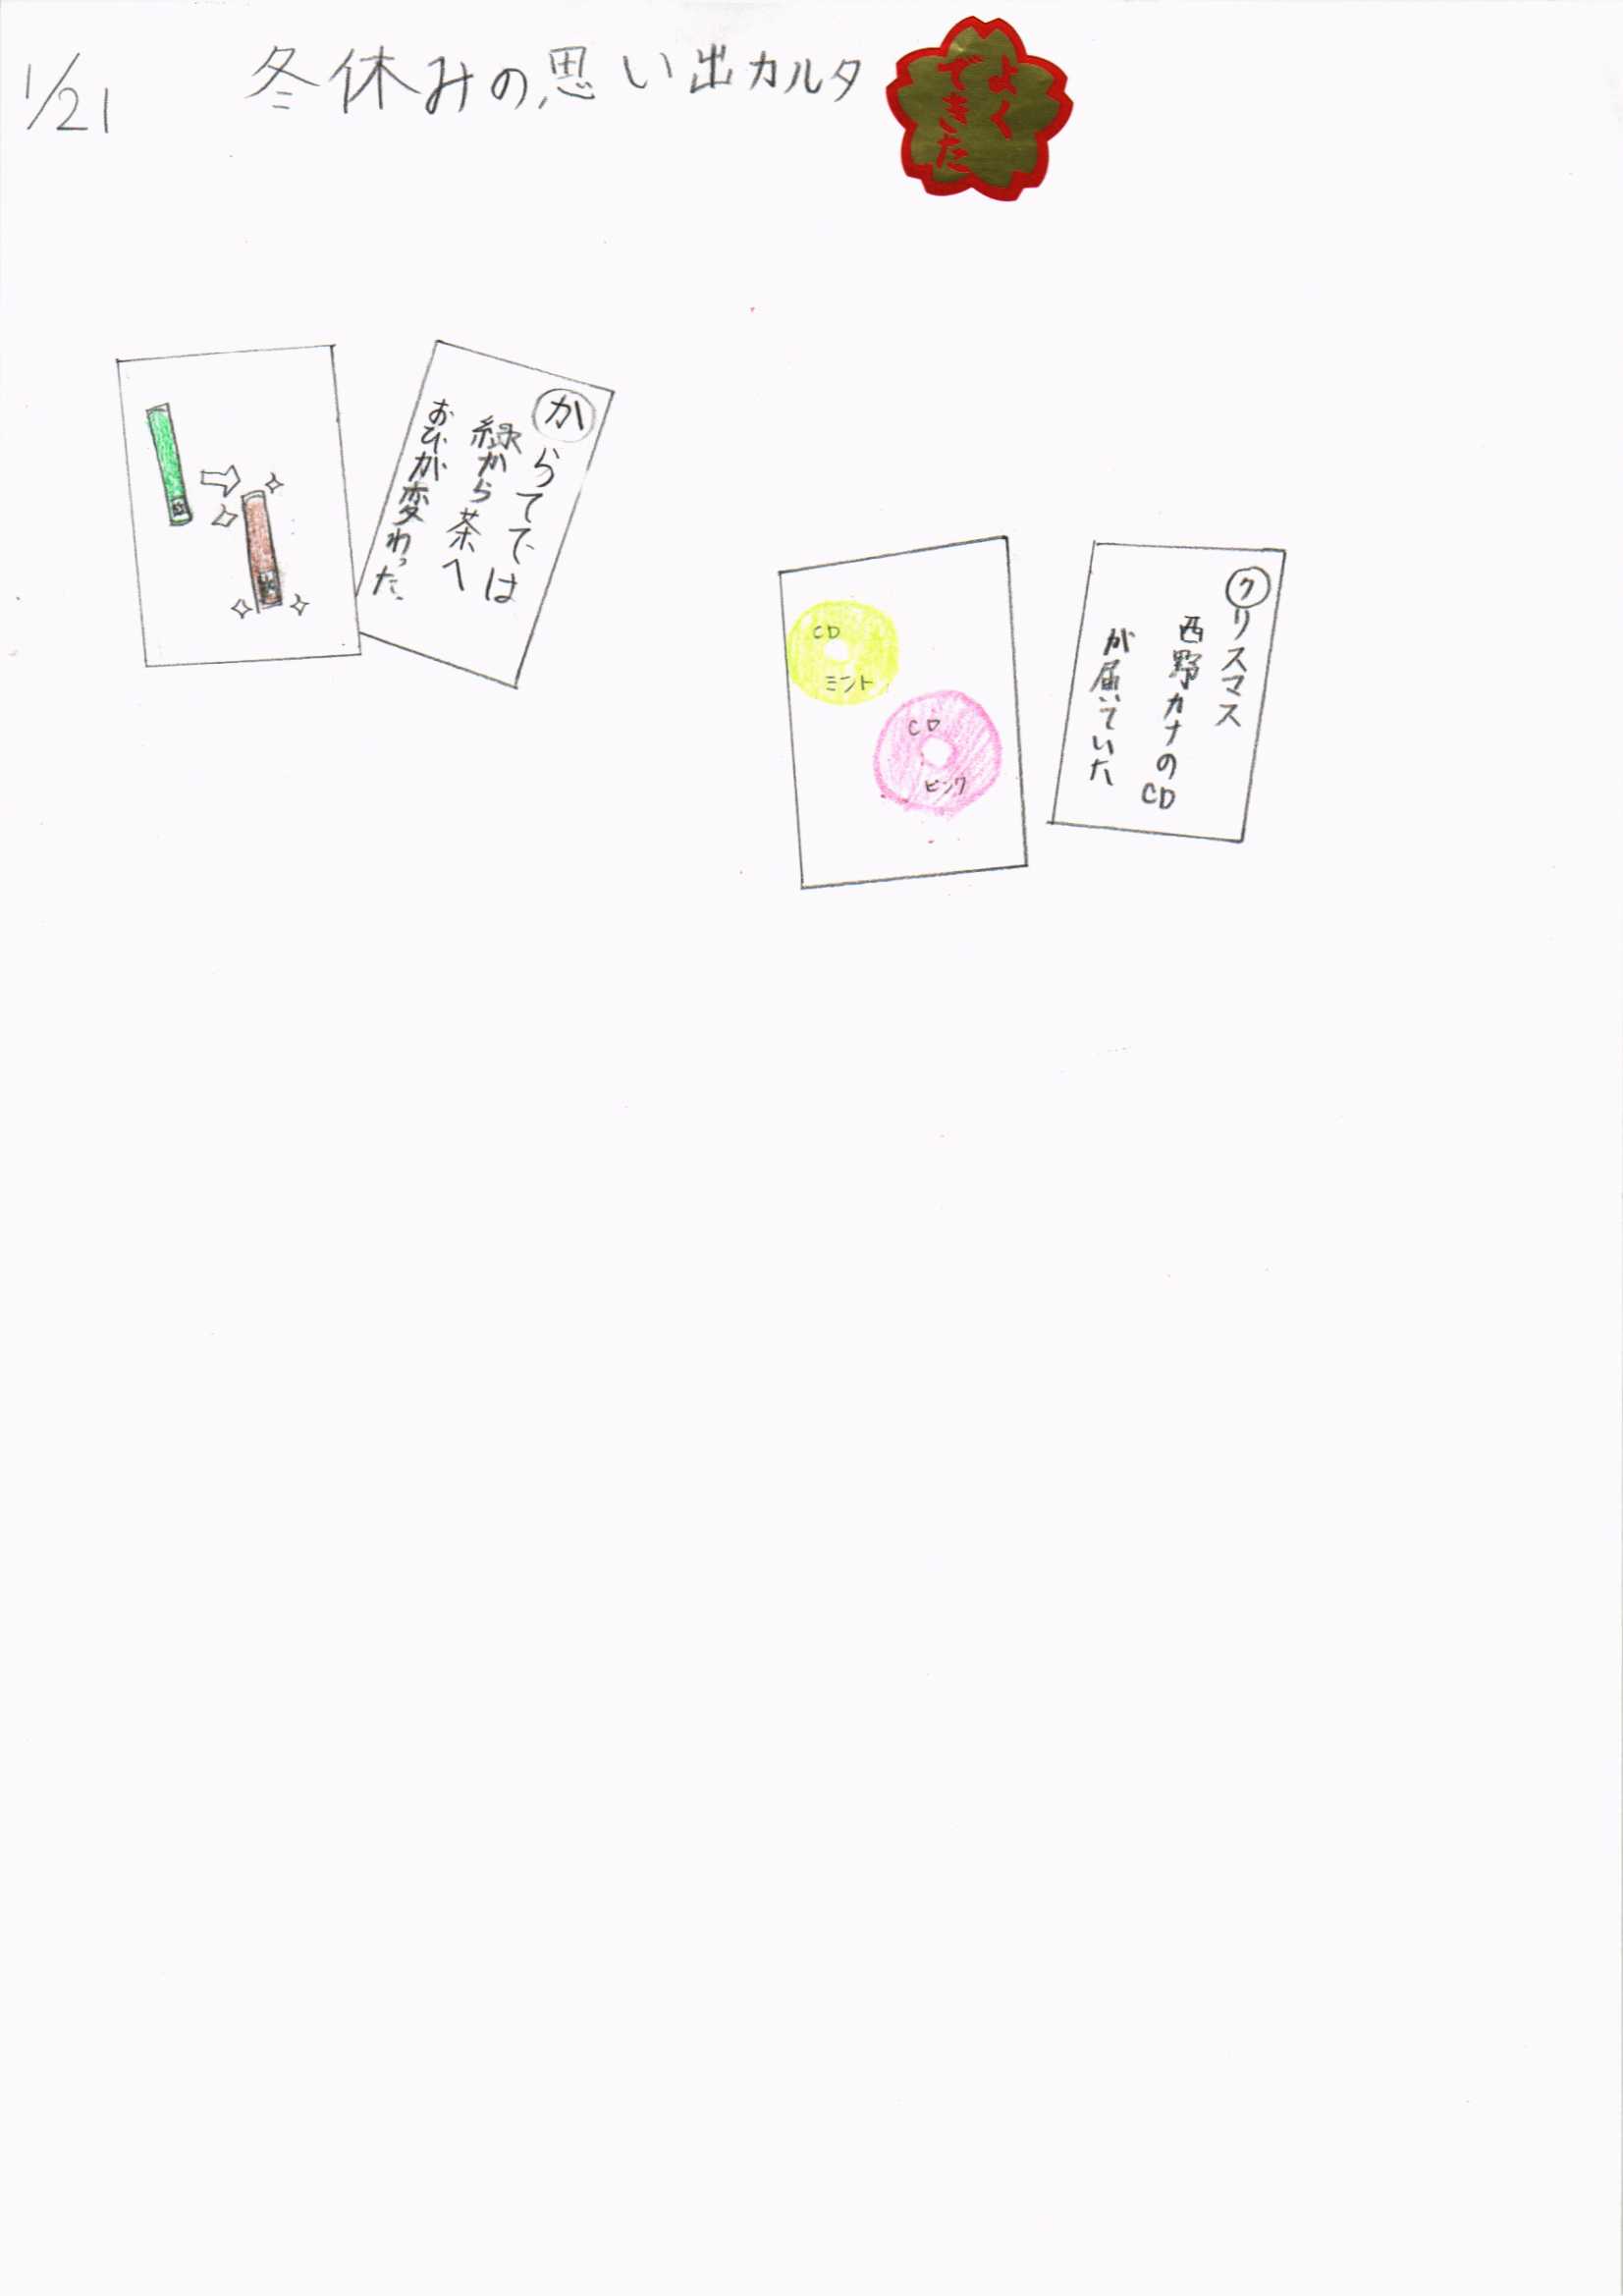 1/21
冬休みの思い出カルタ
よく
できた
からてでは
緑から茶へ
おびが変わった
クリスマス
西野カナのCD
が届いていた
CD
ミント
CD
ピンク